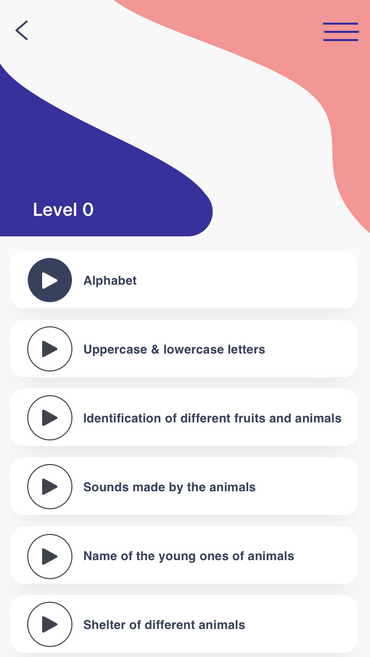 Level 0
Alphabet
Uppercase & lowercase letters
Identification of different fruits and animals
Sounds made by the animals
Name of the young ones of animals
Shelter of different animals